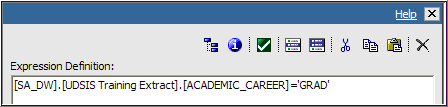 Help
Expression Definition:
[SA_DW].[UDSIS Training Extract].[ACADEMIC_CAREER]='GRAD'